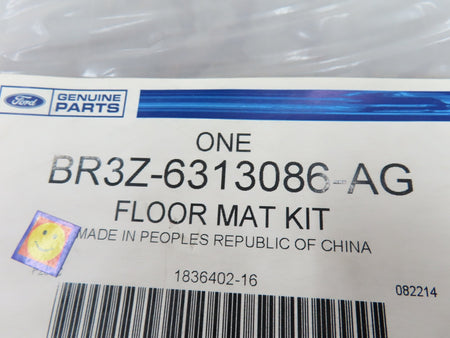 Ford GENUINE
PARTS
ONE
BR3Z-6313086-AG
FLOOR MAT KIT
MADE IN PEOPLES REPUBLIC OF CHINA
1836402-16
082214